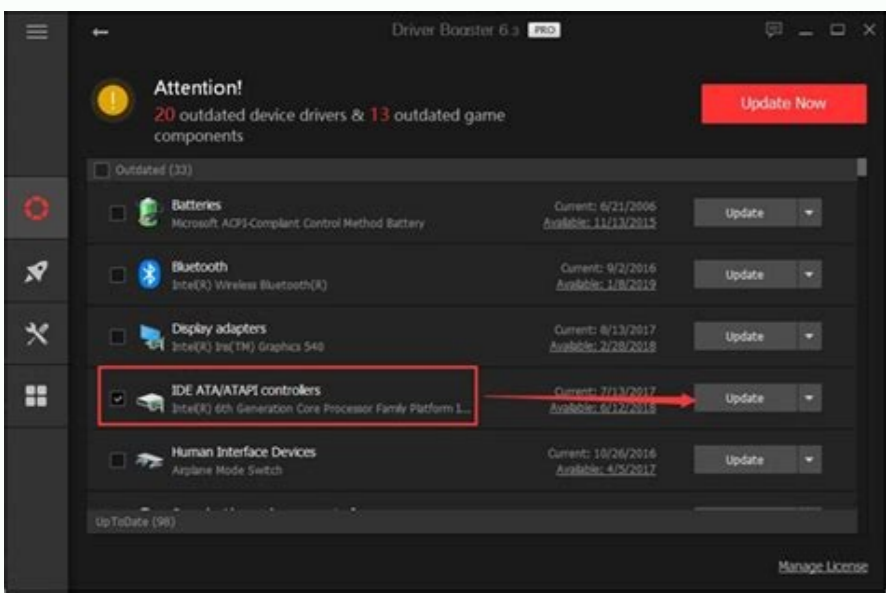 Driver Booster 6.3 PRO
Attention!
20 outdated device drivers & 13 outdated game
components
Update Now
Outdated (33)
Batteries
Microsoft ACPI-Compliant Control Method Battery
Current: 6/21/2006
Available: 11/13/2015
Update
Bluetooth
Intel(R) Wireless Bluetooth(R)
Current: 9/2/2016
Available: 1/8/2019
Update
Display adapters
Intel(R) Iris(TM) Graphics 540
Current: 8/13/2017
Available: 2/28/2018
Update
IDE ATA/ATAPI controllers
Intel(R) 6th Generation Core Processor Family Platform I...
Current: 7/13/2017
Available: 6/12/2018
Update
Human Interface Devices
Airplane Mode Switch
Current: 10/26/2016
Available: 4/5/2017
Update
UpToDate (98)
Manage License